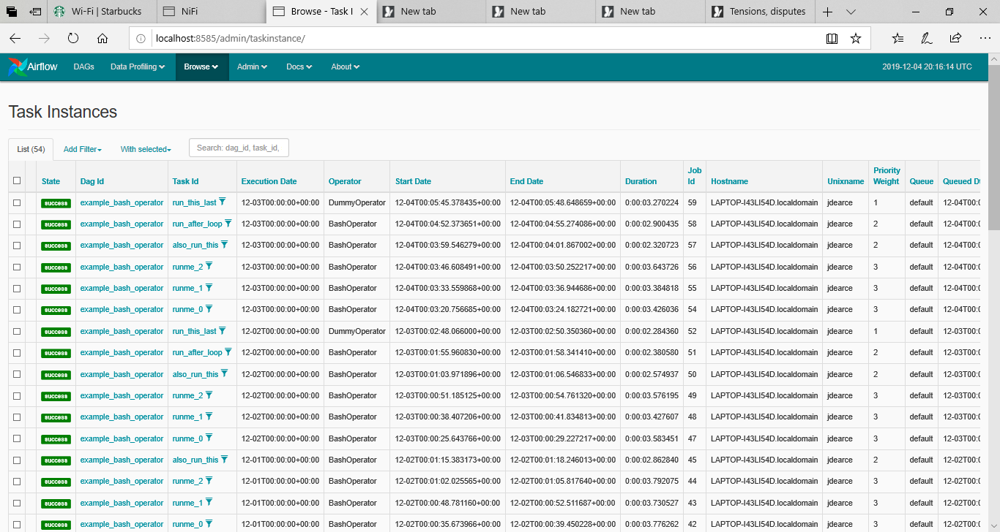 Wi-Fi | Starbucks NiFi Browse - Task I New tab New tab New tab Tensions, disputes
localhost:8585/admin/taskinstance/
Airflow DAGs Data Profiling Browse Admin Docs About 2019-12-04 20:16:14 UTC
Task Instances
List (54) Add Filter With selected Search: dag_id, task_id,
State Dag Id Task Id Execution Date Operator Start Date End Date Duration Job Id Hostname Unixname Priority Weight Queue Queued Dt
success example_bash_operator run_this_last 12-03T00:00:00+00:00 DummyOperator 12-04T00:05:45.378435+00:00 12-04T00:05:48.648659+00:00 0:00:03.270224 59 LAPTOP-I43LI54D.localdomain jdearce 1 default 12-04T00:0
success example_bash_operator run_after_loop 12-03T00:00:00+00:00 BashOperator 12-04T00:04:52.373651+00:00 12-04T00:04:55.274086+00:00 0:00:02.900435 58 LAPTOP-I43LI54D.localdomain jdearce 2 default 12-04T00:0
success example_bash_operator also_run_this 12-03T00:00:00+00:00 BashOperator 12-04T00:03:59.546279+00:00 12-04T00:04:01.867002+00:00 0:00:02.320723 57 LAPTOP-I43LI54D.localdomain jdearce 2 default 12-04T00:0
success example_bash_operator runme_2 12-03T00:00:00+00:00 BashOperator 12-04T00:03:46.608491+00:00 12-04T00:03:50.252217+00:00 0:00:03.643726 56 LAPTOP-I43LI54D.localdomain jdearce 3 default 12-04T00:0
success example_bash_operator runme_1 12-03T00:00:00+00:00 BashOperator 12-04T00:03:33.559868+00:00 12-04T00:03:36.944686+00:00 0:00:03.384818 55 LAPTOP-I43LI54D.localdomain jdearce 3 default 12-04T00:0
success example_bash_operator runme_0 12-03T00:00:00+00:00 BashOperator 12-04T00:03:20.756685+00:00 12-04T00:03:24.182721+00:00 0:00:03.426036 54 LAPTOP-I43LI54D.localdomain jdearce 3 default 12-04T00:0
success example_bash_operator run_this_last 12-02T00:00:00+00:00 DummyOperator 12-03T00:02:48.066000+00:00 12-03T00:02:50.350360+00:00 0:00:02.284360 52 LAPTOP-I43LI54D.localdomain jdearce 1 default 12-03T00:0
success example_bash_operator run_after_loop 12-02T00:00:00+00:00 BashOperator 12-03T00:01:55.960830+00:00 12-03T00:01:58.341410+00:00 0:00:02.380580 51 LAPTOP-I43LI54D.localdomain jdearce 2 default 12-03T00:0
success example_bash_operator also_run_this 12-02T00:00:00+00:00 BashOperator 12-03T00:01:03.971896+00:00 12-03T00:01:06.546833+00:00 0:00:02.574937 50 LAPTOP-I43LI54D.localdomain jdearce 2 default 12-03T00:0
success example_bash_operator runme_2 12-02T00:00:00+00:00 BashOperator 12-03T00:00:51.185125+00:00 12-03T00:00:54.761320+00:00 0:00:03.576195 49 LAPTOP-I43LI54D.localdomain jdearce 3 default 12-03T00:0
success example_bash_operator runme_1 12-02T00:00:00+00:00 BashOperator 12-03T00:00:38.407206+00:00 12-03T00:00:41.834813+00:00 0:00:03.427607 48 LAPTOP-I43LI54D.localdomain jdearce 3 default 12-03T00:0
success example_bash_operator runme_0 12-02T00:00:00+00:00 BashOperator 12-03T00:00:25.643766+00:00 12-03T00:00:29.227217+00:00 0:00:03.583451 47 LAPTOP-I43LI54D.localdomain jdearce 3 default 12-03T00:0
success example_bash_operator also_run_this 12-01T00:00:00+00:00 BashOperator 12-02T00:01:15.383173+00:00 12-02T00:01:18.246013+00:00 0:00:02.862840 45 LAPTOP-I43LI54D.localdomain jdearce 2 default 12-02T00:0
success example_bash_operator runme_2 12-01T00:00:00+00:00 BashOperator 12-02T00:01:02.025565+00:00 12-02T00:01:05.817640+00:00 0:00:03.792075 44 LAPTOP-I43LI54D.localdomain jdearce 3 default 12-02T00:0
success example_bash_operator runme_1 12-01T00:00:00+00:00 BashOperator 12-02T00:00:48.781160+00:00 12-02T00:00:52.511687+00:00 0:00:03.730527 43 LAPTOP-I43LI54D.localdomain jdearce 3 default 12-02T00:0
success example_bash_operator runme_0 12-01T00:00:00+00:00 BashOperator 12-02T00:00:35.673966+00:00 12-02T00:00:39.450228+00:00 0:00:03.776262 42 LAPTOP-I43LI54D.localdomain jdearce 3 default 12-02T00:0